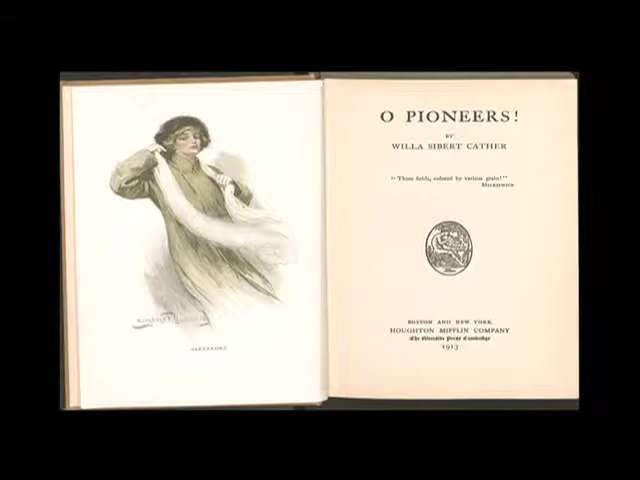 ALEXANDRA
O PIONEERS!
BY
WILLA SIBERT CATHER
"Those fields, colored by various grain!"
MICKIEWICZ
BOSTON AND NEW YORK
HOUGHTON MIFFLIN COMPANY
The Riverside Press Cambridge
1913